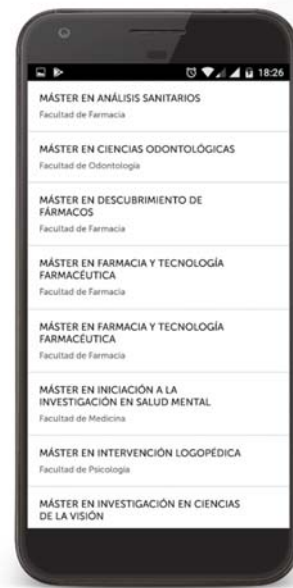 18:26
MÁSTER EN ANÁLISIS SANITARIOS
Facultad de Farmacia
MÁSTER EN CIENCIAS ODONTOLÓGICAS
Facultad de Odontología
MÁSTER EN DESCUBRIMIENTO DE
FÁRMACOS
Facultad de Farmacia
MÁSTER EN FARMACIA Y TECNOLOGÍA
FARMACÉUTICA
Facultad de Farmacia
MÁSTER EN FARMACIA Y TECNOLOGÍA
FARMACÉUTICA
Facultad de Farmacia
MÁSTER EN INICIACIÓN A LA
INVESTIGACIÓN EN SALUD MENTAL
Facultad de Medicina
MÁSTER EN INTERVENCIÓN LOGOPÉDICA
Facultad de Psicología
MÁSTER EN INVESTIGACIÓN EN CIENCIAS
DE LA VISIÓN